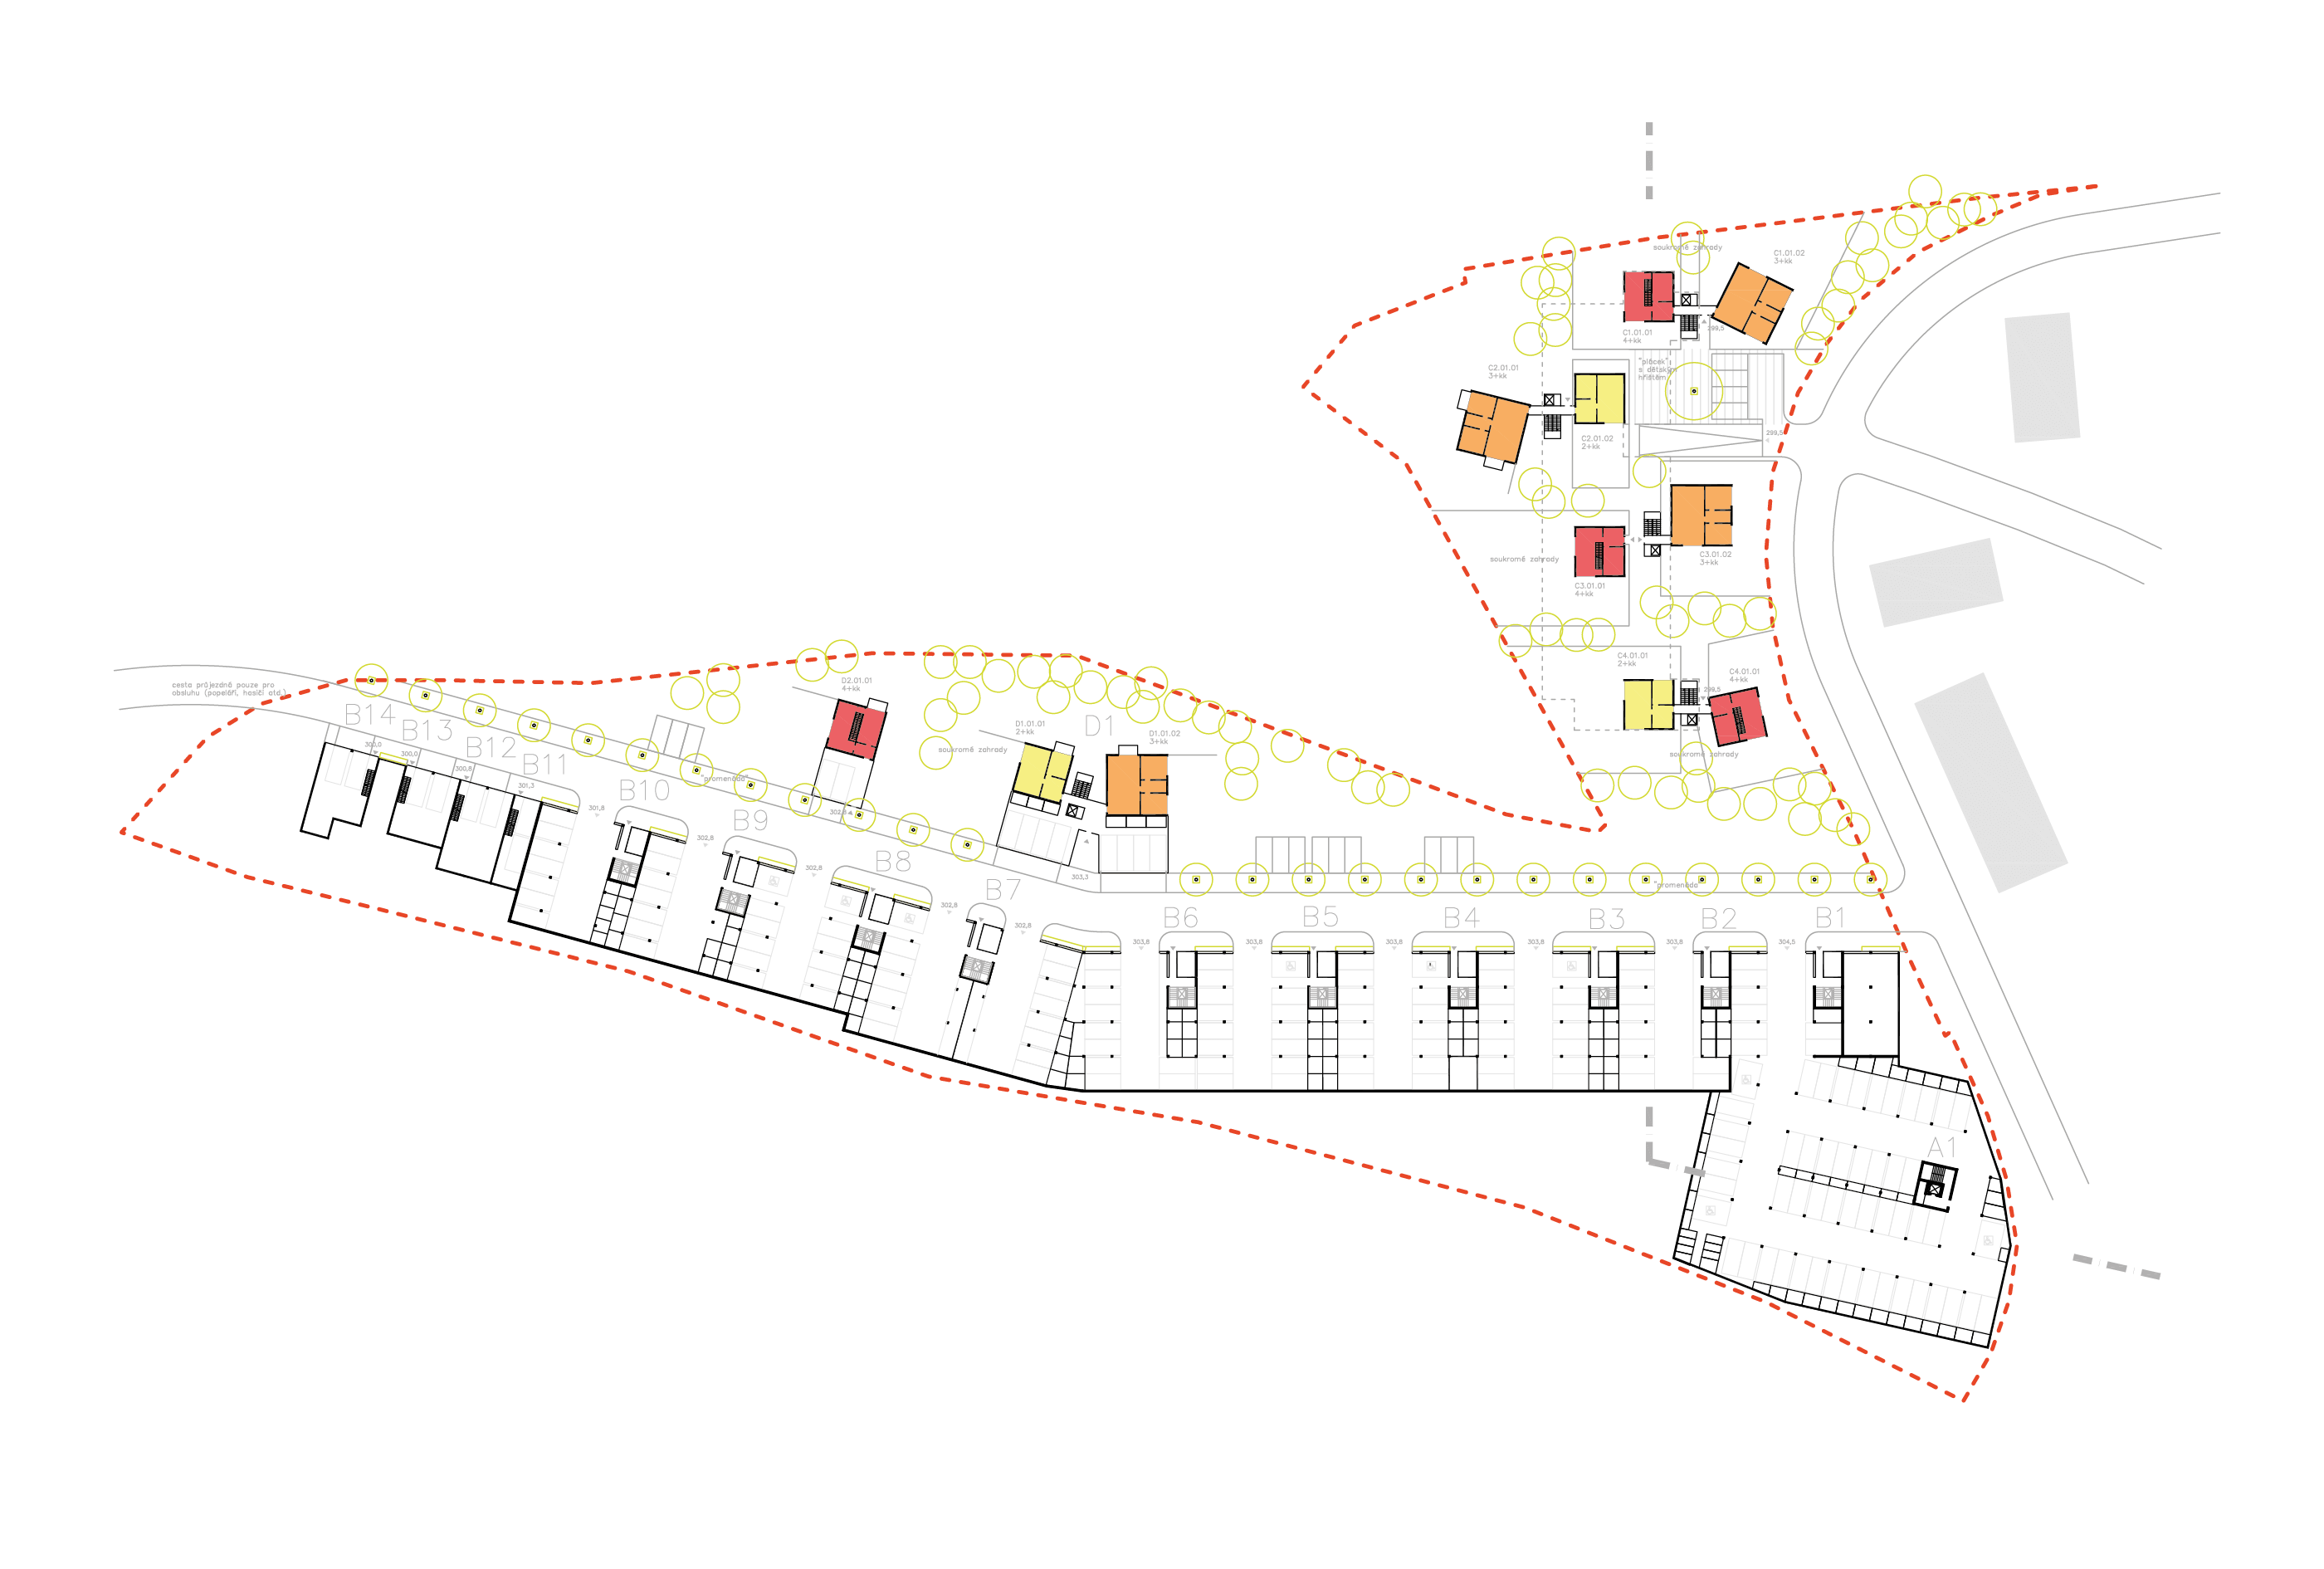 soukromé zahrady
C1.01.02
3+kk
C1.01.01
4+kk
299,5
"plácek"
s dětským
hřištěm
C2.01.01
3+kk
C2.01.02
2+kk
299,5
C3.01.02
3+kk
soukromé zahrady
C3.01.01
4+kk
C4.01.01
2+kk
C4.01.01
4+kk
299,5
soukromé zahrady
cesta průjezdná pouze pro
obsluhu (popeláři, hasiči atd.)
D2.01.01
4+kk
D1.01.01
2+kk
D1
D1.01.02
3+kk
soukromé zahrady
"promenáda"
302,8
303,3
"promenáda"
B14
B13
B12
B11
B10
B9
B8
B7
B6
B5
B4
B3
B2
B1
300,0
300,0
300,8
301,3
301,8
302,8
302,8
302,8
302,8
303,8
303,8
303,8
303,8
303,8
304,5
A1